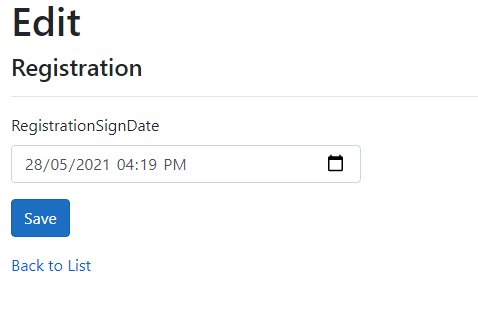 Edit
Registration
RegistrationSignDate
28/05/2021 04:19 PM
Save
Back to List